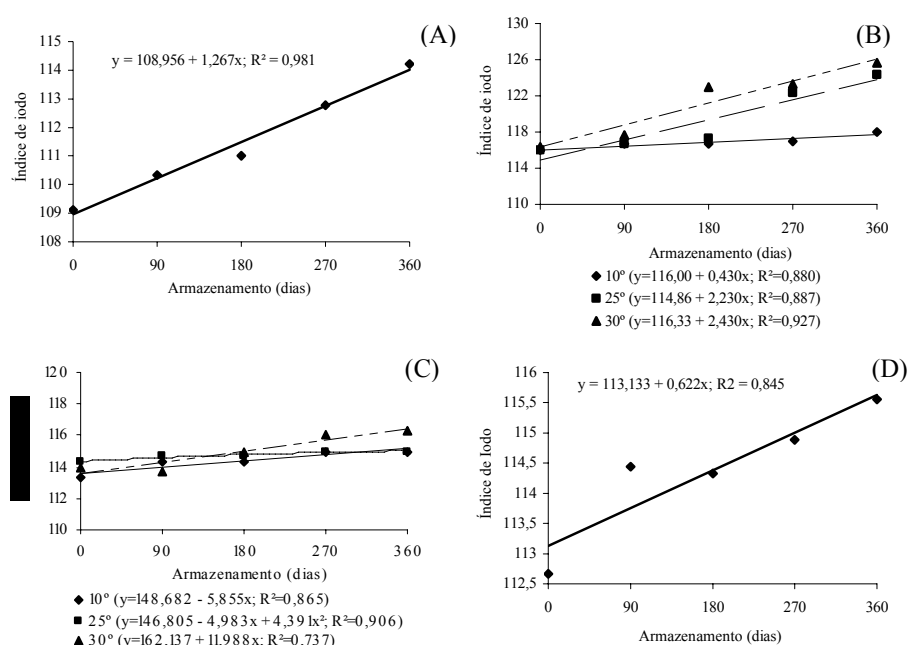 (A)
y = 108,956 + 1,267x; R² = 0,981
Índice de iodo
115
114
113
112
111
110
109
108
0 90 180 270 360
Armazenamento (dias)
(B)
Índice de iodo
126
122
118
114
110
0 90 180 270 360
Armazenamento (dias)
10º (y=116,00 + 0,430x; R²=0,880)
25º (y=114,86 + 2,230x; R²=0,887)
30º (y=116,33 + 2,430x; R²=0,927)
(C)
120
116
114
112
110
0 90 180 270 360
Armazenamento (dias)
10º (y=148,682 - 5,855x; R²=0,865)
25º (y=146,805 - 4,983x + 4,391x²; R²=0,906)
30º (y=162,137 + 11,988x; R²=0,737)
(D)
y = 113,133 + 0,622x; R2 = 0,845
Índice de Iodo
116
115,5
115
114,5
114
113,5
113
112,5
0 90 180 270 360
Armazenamento (dias)